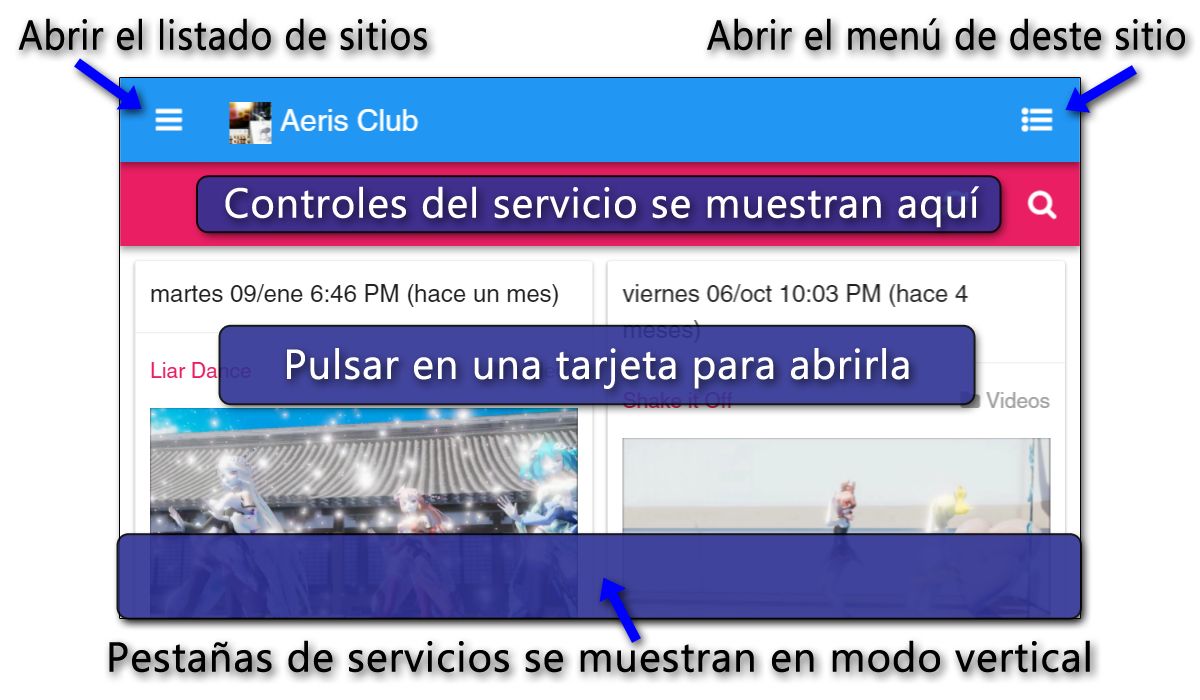 Abrir el listado de sitios
Abrir el menú de deste sitio
Aeris Club
Controles del servicio se muestran aquí
martes 09/ene 6:46 PM (hace un mes)
viernes 06/oct 10:03 PM (hace 4
meses)
Pulsar en una tarjeta para abrirla
Liar Dance
Shake it Off
Videos
Pestañas de servicios se muestran en modo vertical